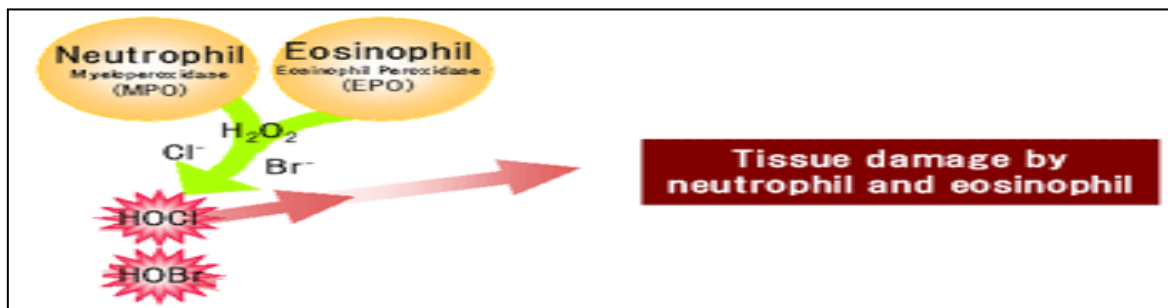 Neutrophil
Myeloperoxidase
(MPO)
Eosinophil
Eosinophil Peroxidase
(EPO)
H₂O₂
Cl⁻
Br⁻
HOCl
HOBr
Tissue damage by
neutrophil and eosinophil